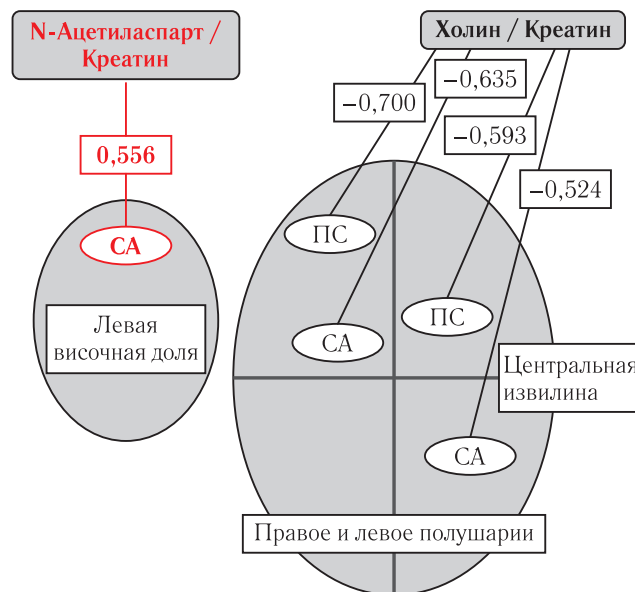 N-Ацетиласпарт /
Креатин
Холин / Креатин
−0,700
−0,635
−0,593
−0,524
0,556
СА
ПС
ПС
СА
СА
Левая
височная доля
Центральная
извилина
Правое и левое полушарии